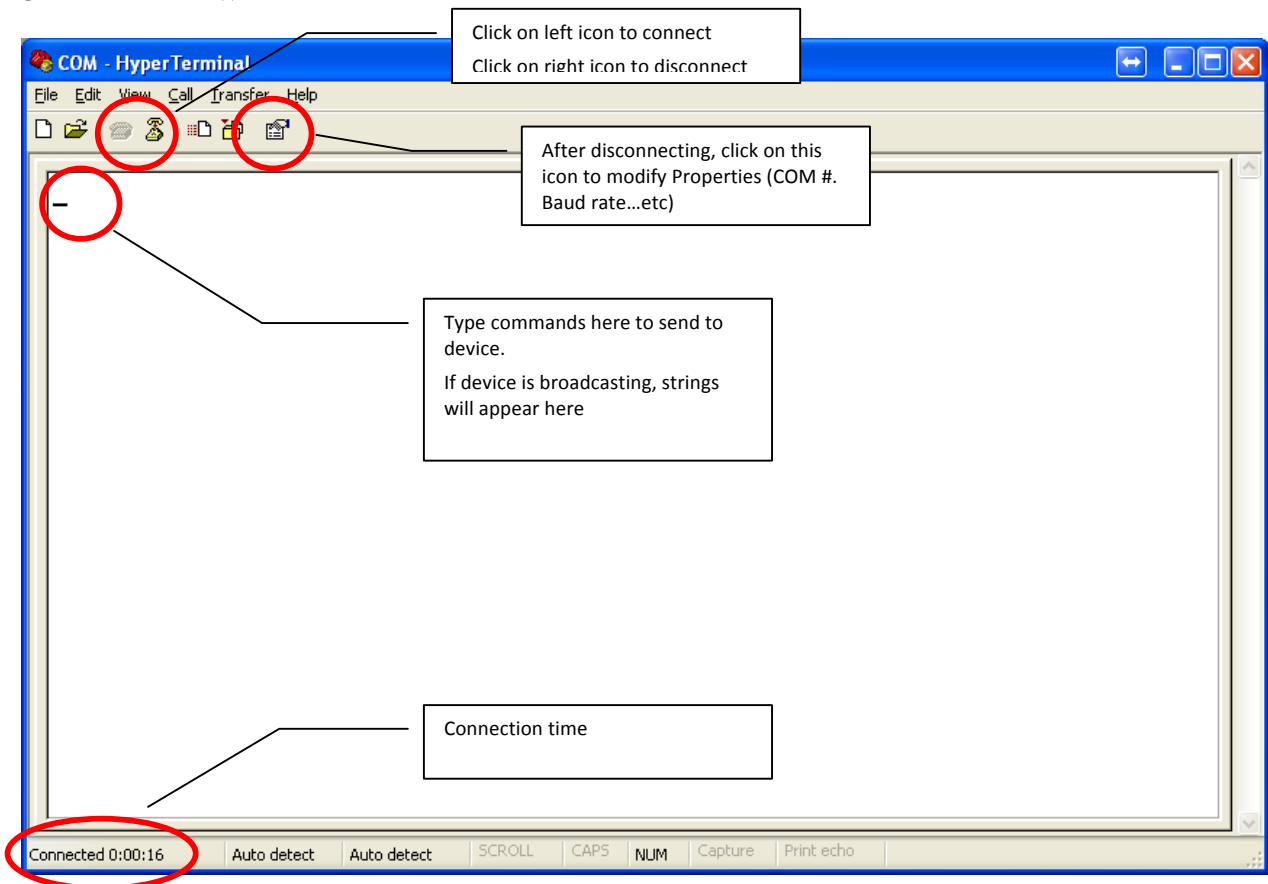 Click on left icon to connect
Click on right icon to disconnect
COM - HyperTerminal
File Edit View Call Transfer Help
After disconnecting, click on this
icon to modify Properties (COM #.
Baud rate…etc)
Type commands here to send to
device.
If device is broadcasting, strings
will appear here
Connection time
Connected 0:00:16 Auto detect Auto detect SCROLL CAPS NUM Capture Print echo